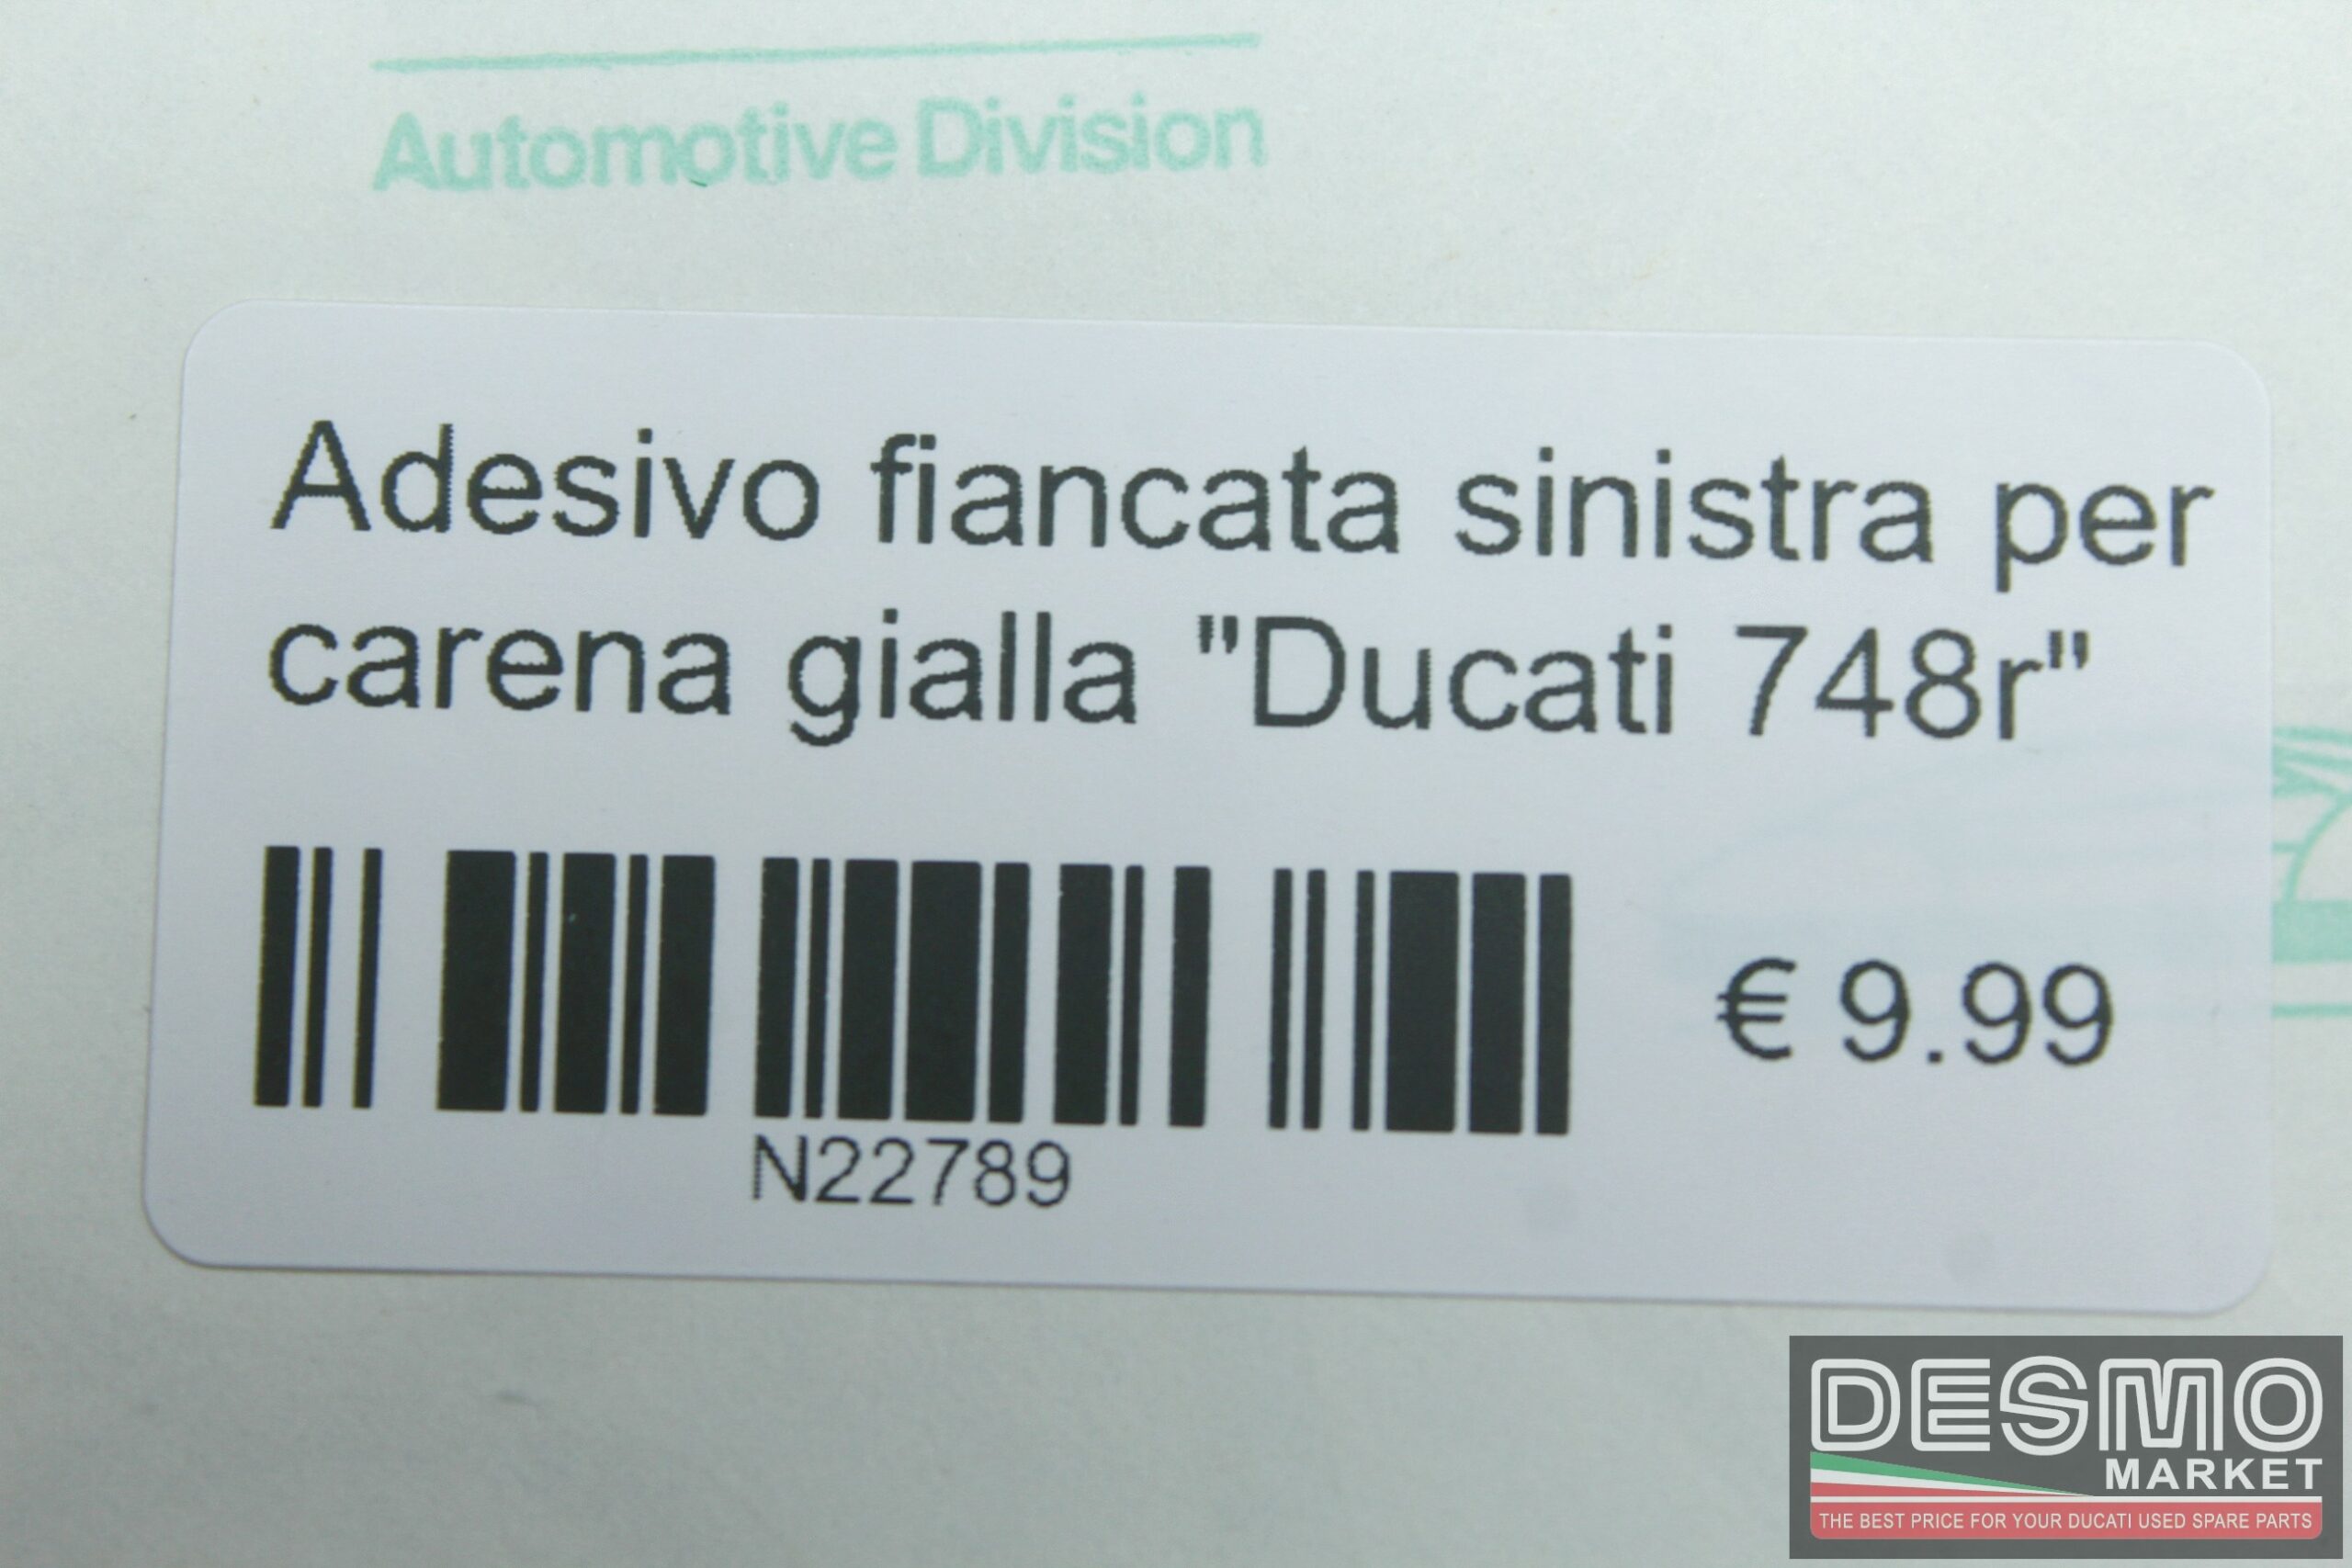 Automotive Division
Adesivo fiancata sinistra per
carena gialla "Ducati 748r"
€ 9.99
N22789
DESMO
MARKET
THE BEST PRICE FOR YOUR DUCATI USED SPARE PARTS